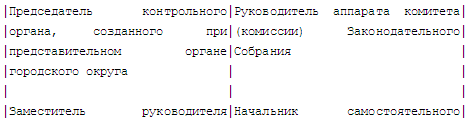 |Председатель контрольного|Руководитель аппарата комитета|
|органа, созданного при|(комиссии) Законодательного|
|представительном органе|Собрания |
|городского округа | |
| | |
|Заместитель руководителя|Начальник самостоятельного|